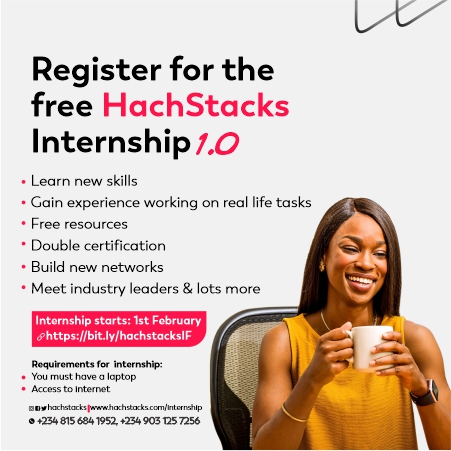 Register for the
free HachStacks
Internship 1.0
• Learn new skills
• Gain experience working on real life tasks
• Free resources
• Double certification
• Build new networks
• Meet industry leaders & lots more
Internship starts: 1st February
https://bit.ly/hachstacksIF
Requirements for internship:
• You must have a laptop
• Access to internet
hachstacks|www.hachstacks.com/internship
+234 815 684 1952, +234 903 125 7256